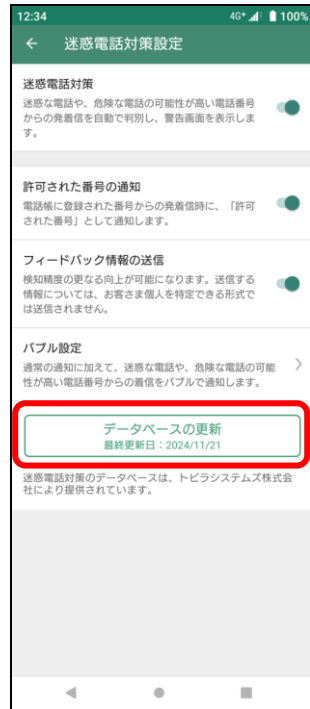 12:34 4G+ 100%
← 迷惑電話対策設定
迷惑電話対策
迷惑な電話や、危険な電話の可能性が高い電話番号
からの発着信を自動で判別し、警告画面を表示しま
す。
許可された番号の通知
電話帳に登録された番号からの発着信時に、「許可
された番号」として通知します。
フィードバック情報の送信
検知精度の更なる向上が可能になります。送信する
情報については、お客さま個人を特定できる形式で
は送信されません。
バブル設定
通常の通知に加えて、迷惑な電話や、危険な電話の可能
性が高い電話番号からの着信をバブルで通知します。
データベースの更新
最終更新日：2024/11/21
迷惑電話対策のデータベースは、トビラシステムズ株式会
社により提供されています。